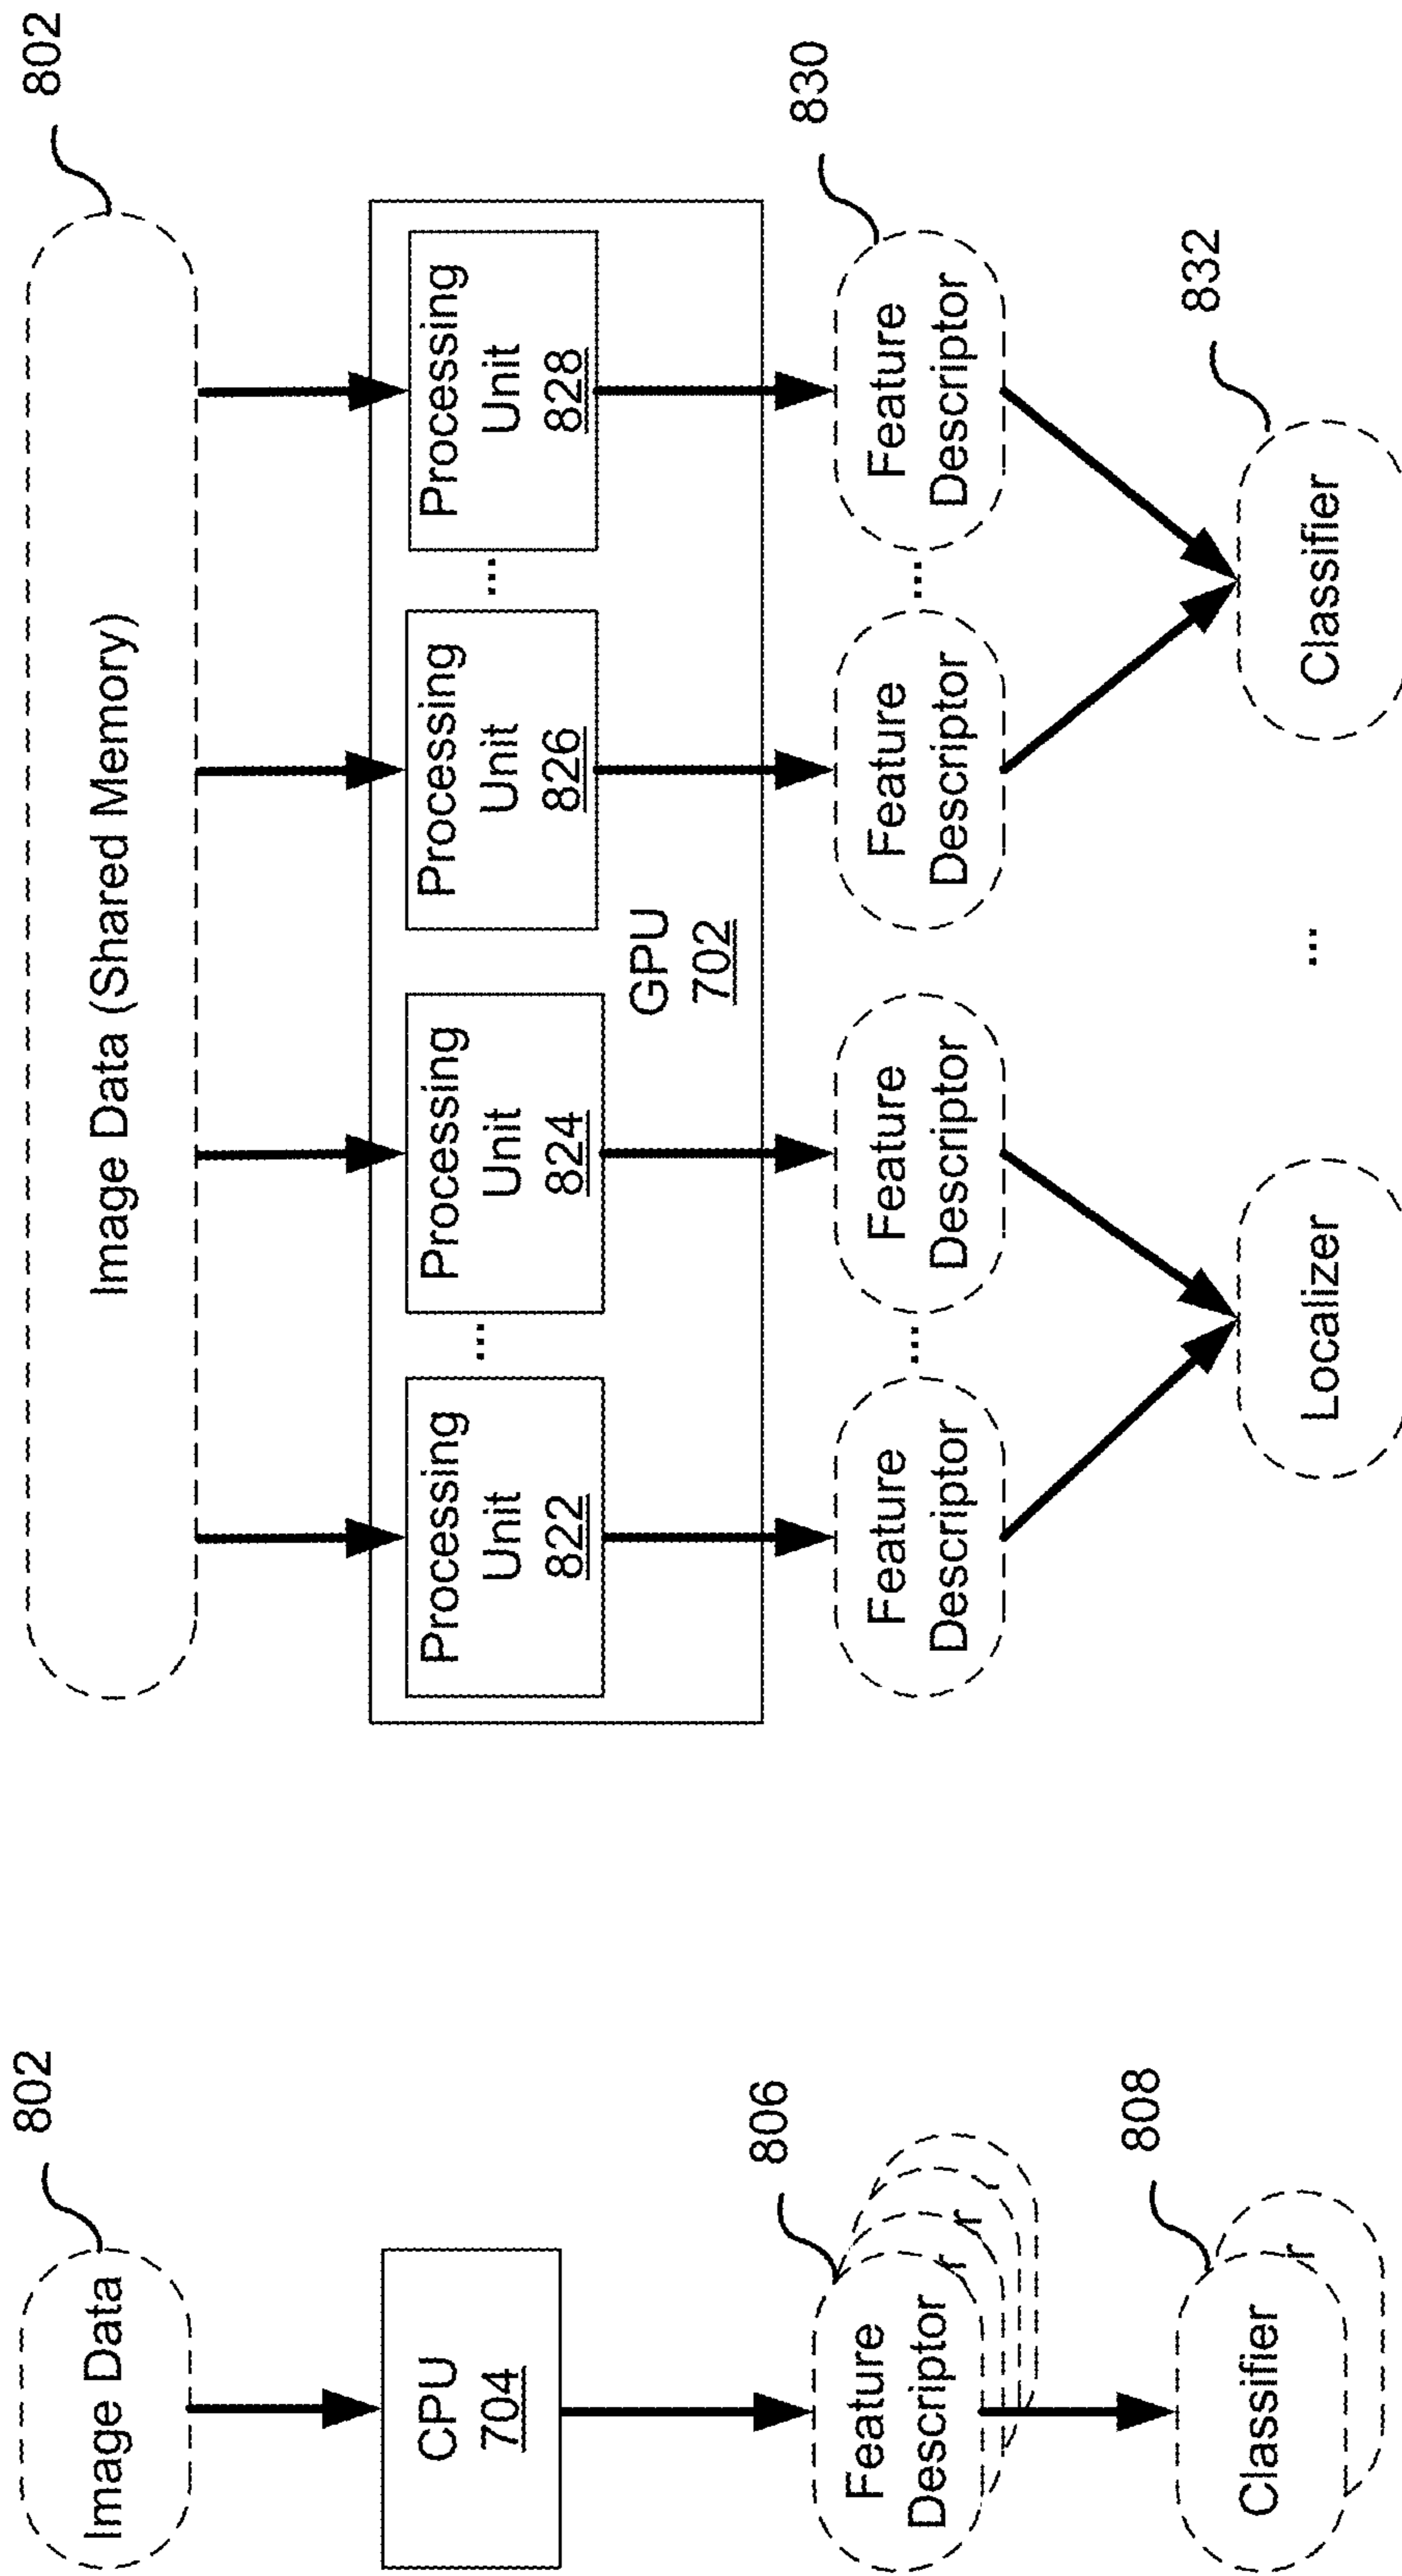 802
Image Data
CPU
704
806
Feature
Descriptor
808
Classifier
802
Image Data (Shared Memory)
Processing
Unit
822
...
Processing
Unit
824
Processing
Unit
826
...
Processing
Unit
828
GPU
702
830
Feature
Descriptor
...
Feature
Descriptor
Feature
Descriptor
...
Feature
Descriptor
832
Localizer
...
Classifier